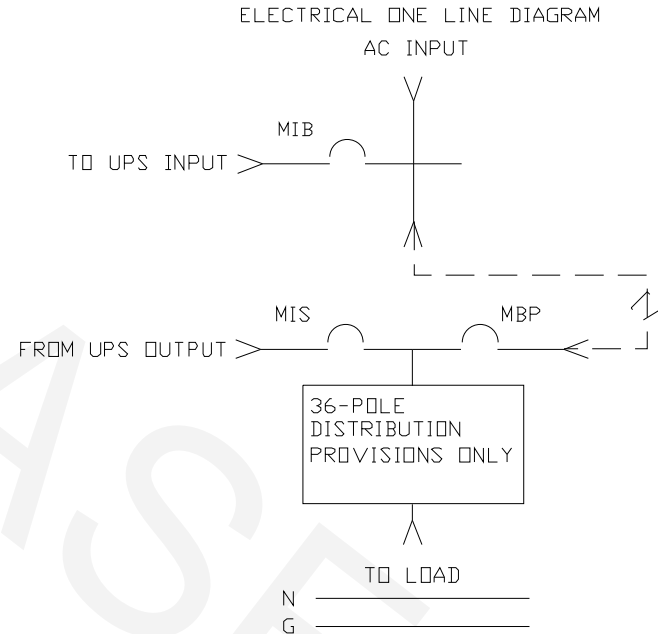 ELECTRICAL ONE LINE DIAGRAM
AC INPUT
MIB
TO UPS INPUT
MIS
MBP
FROM UPS OUTPUT
36-POLE
DISTRIBUTION
PROVISIONS ONLY
TO LOAD
N
G